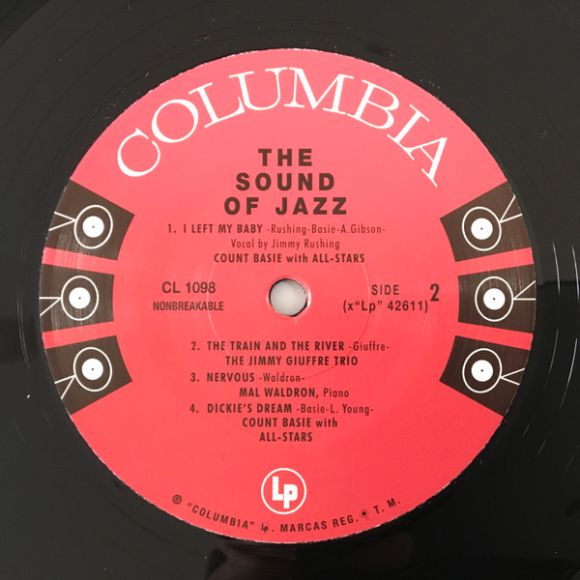 COLUMBIA
THE
SOUND
OF JAZZ
1. I LEFT MY BABY -Rushing-Basie-A.Gibson-
Vocal by Jimmy Rushing
COUNT BASIE with ALL-STARS
CL 1098
NONBREAKABLE
SIDE 2
(x"Lp" 42611)
2. THE TRAIN AND THE RIVER -Giuffre-
THE JIMMY GIUFFRE TRIO
3. NERVOUS -Waldron-
MAL WALDRON, Piano
4. DICKIE'S DREAM -Basie-L. Young-
COUNT BASIE with
ALL-STARS
Lp
® "COLUMBIA" Lp. MARCAS REG. ● T. M.